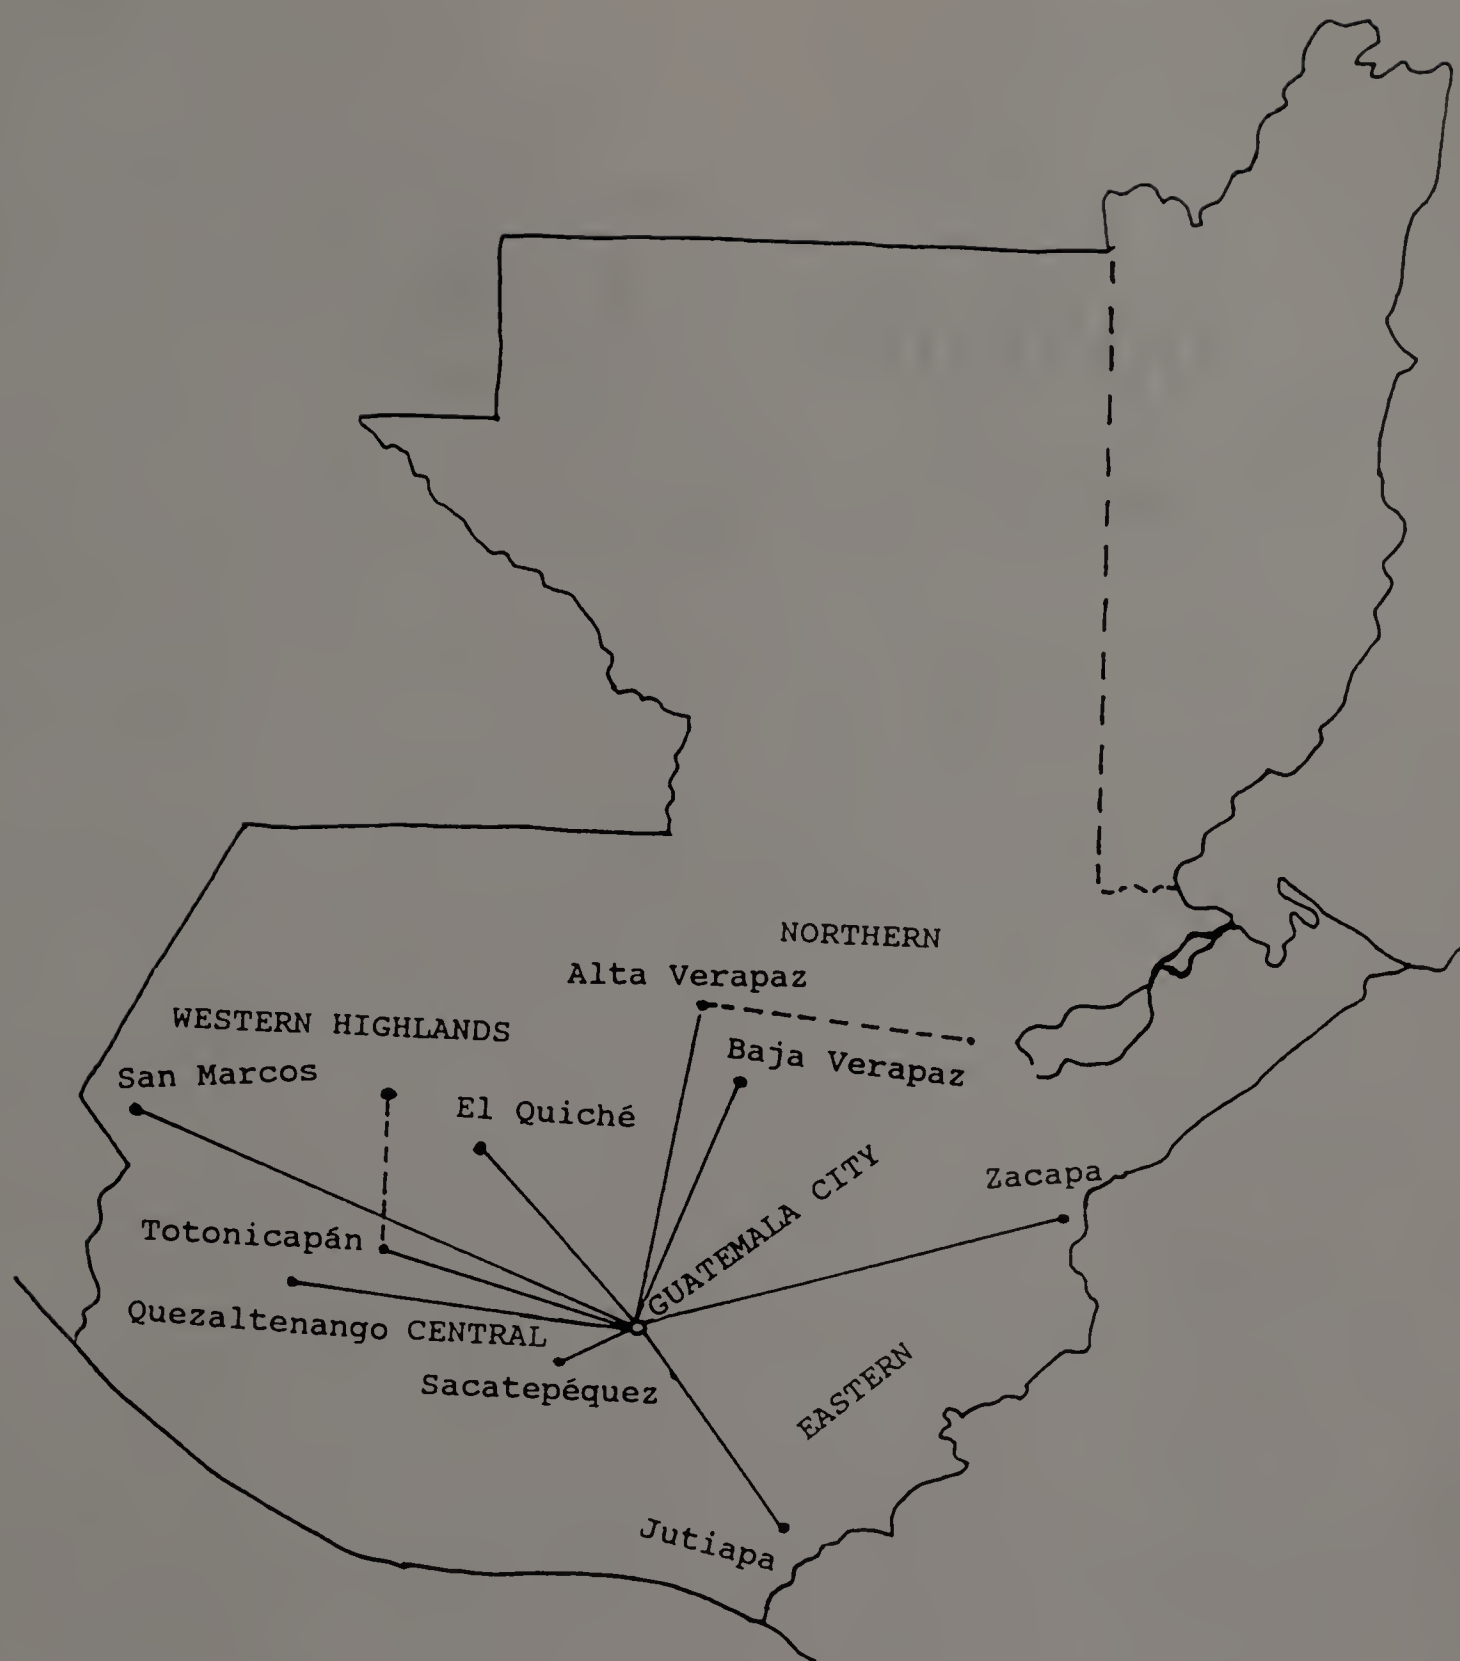 NORTHERN
Alta Verapaz
WESTERN HIGHLANDS
Baja Verapaz
San Marcos
El Quiché
GUATEMALA CITY
Zacapa
Totonicapán
Quezaltenango CENTRAL
Sacatepéquez
EASTERN
Jutiapa